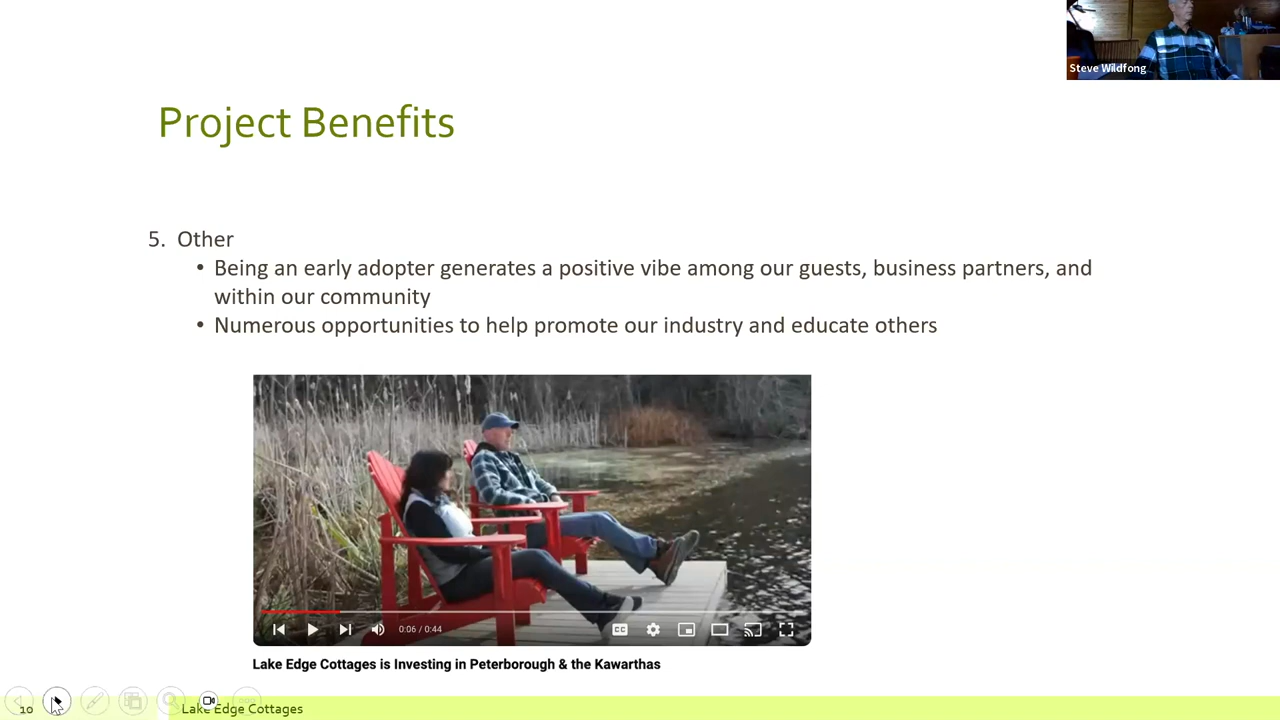 Steve Wildfong
Project Benefits
5. Other
• Being an early adopter generates a positive vibe among our guests, business partners, and
within our community
• Numerous opportunities to help promote our industry and educate others
0:06 / 0:44
CC
Lake Edge Cottages is Investing in Peterborough & the Kawarthas
10
Lake Edge Cottages